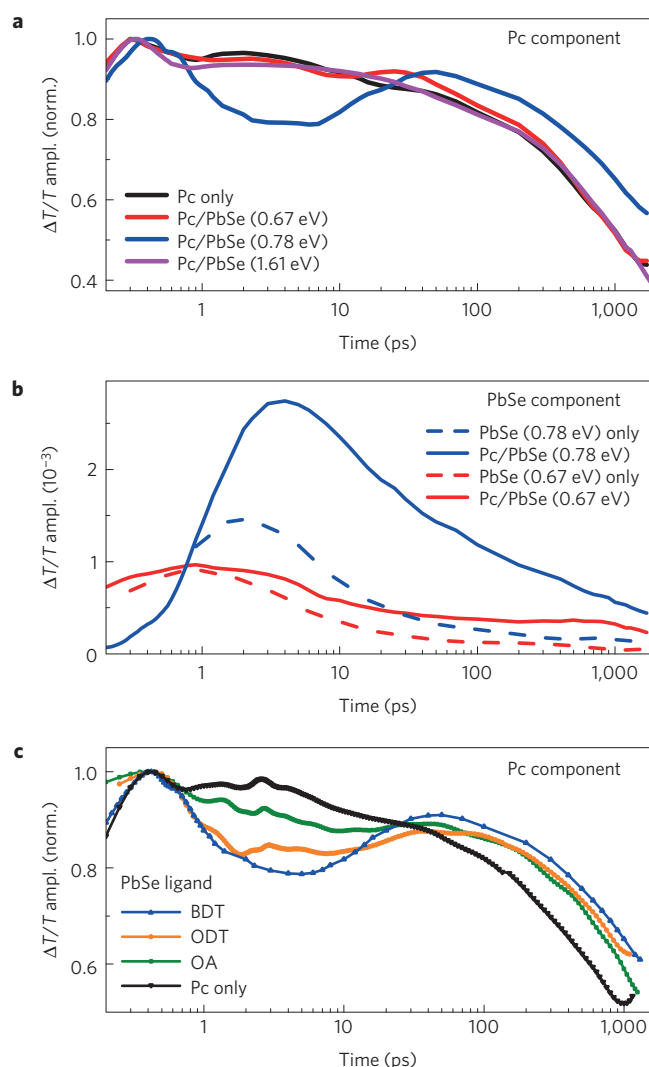 a
Pc component
1.0
0.8
0.6
0.4
ΔT/T ampl. (norm.)
Pc only
Pc/PbSe (0.67 eV)
Pc/PbSe (0.78 eV)
Pc/PbSe (1.61 eV)
1 10 100 1,000
Time (ps)
b
PbSe component
2
1
0
ΔT/T ampl. (10⁻³)
PbSe (0.78 eV) only
Pc/PbSe (0.78 eV)
PbSe (0.67 eV) only
Pc/PbSe (0.67 eV)
1 10 100 1,000
Time (ps)
c
Pc component
1.0
0.8
0.6
ΔT/T ampl. (norm.)
PbSe ligand
BDT
ODT
OA
Pc only
1 10 100 1,000
Time (ps)